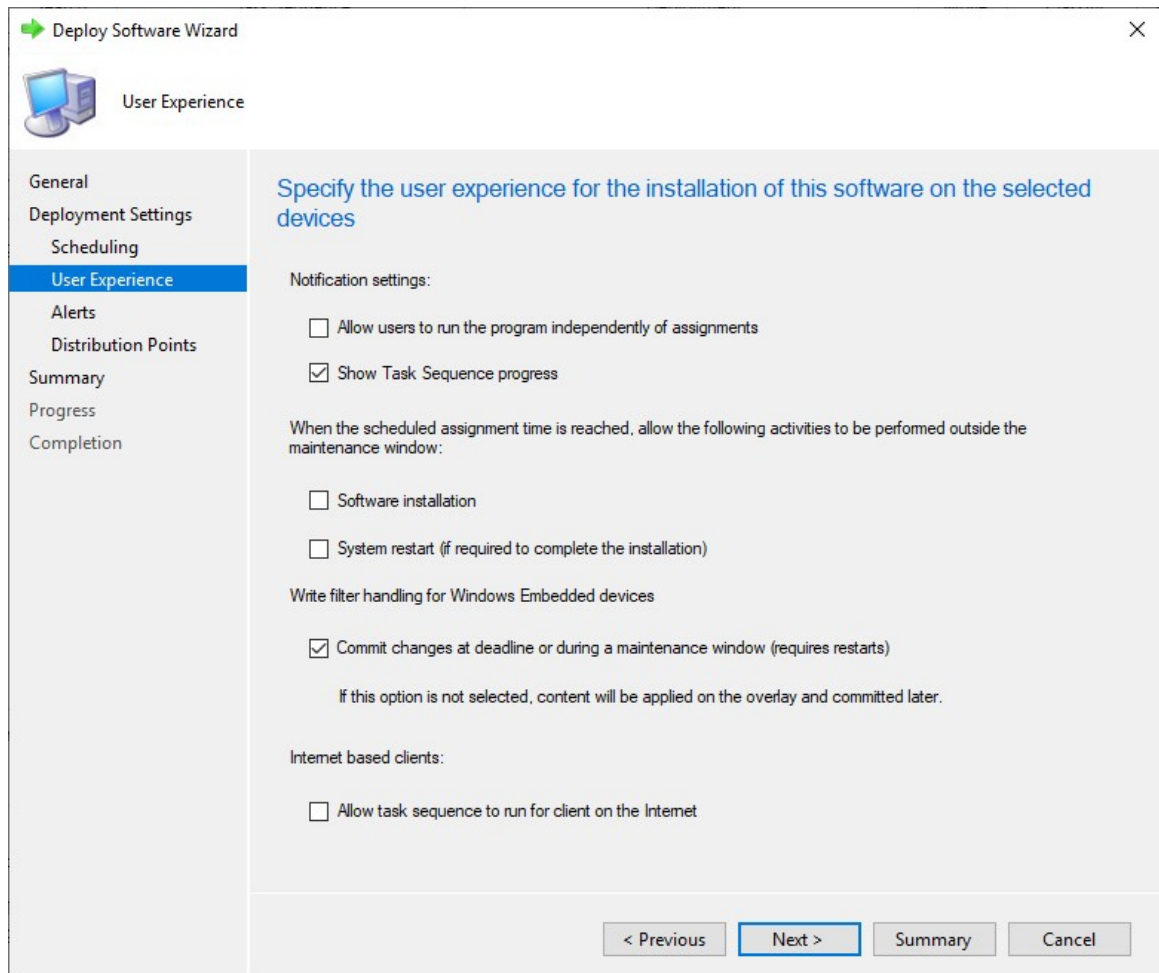 Deploy Software Wizard
User Experience
General
Deployment Settings
Scheduling
User Experience
Alerts
Distribution Points
Summary
Progress
Completion
Specify the user experience for the installation of this software on the selected
devices
Notification settings:
Allow users to run the program independently of assignments
Show Task Sequence progress
When the scheduled assignment time is reached, allow the following activities to be performed outside the
maintenance window:
Software installation
System restart (if required to complete the installation)
Write filter handling for Windows Embedded devices
Commit changes at deadline or during a maintenance window (requires restarts)
If this option is not selected, content will be applied on the overlay and committed later.
Internet based clients:
Allow task sequence to run for client on the Internet
< Previous
Next >
Summary
Cancel